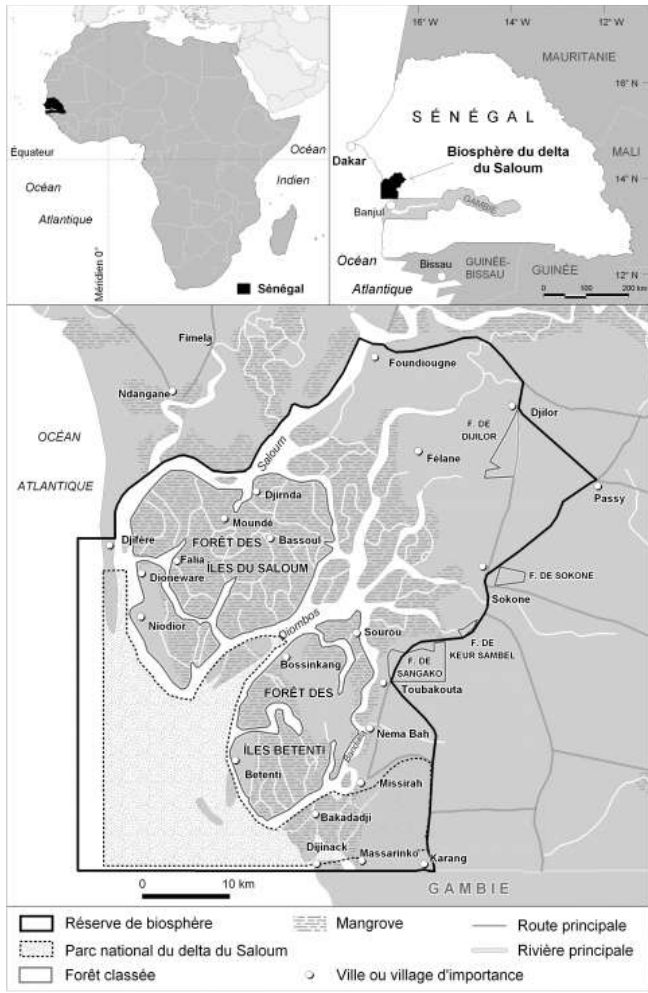 Équateur
Océan
Atlantique
Méridien 0°
Océan
Indien
Sénégal
16° W
14° W
12° W
MAURITANIE
16° N
SÉNÉGAL
Dakar
Biosphère du delta
du Saloum
MALI
14° N
GAMBIE
Banjul
Océan
Atlantique
Bissau
GUINÉE-
BISSAU
GUINÉE
12° N
0 100 200 km
Fimela
Foundiougne
Ndangane
Djilor
OCÉAN
ATLANTIQUE
Saloum
F. DE
DJILOR
Félane
Passy
Djirnda
Moundé
Djifère
FORÊT DES
Bassoul
Falia
ÎLES DU SALOUM
Dioneware
F. DE SOKONE
Sokone
Niodior
Diombos
Sourou
F. DE
KEUR SAMBEL
Bossinkang
F. DE
SANGAKO
FORÊT DES
Toubakouta
Nema Bah
ÎLES BETENTI
Bandiala
Betenti
Missirah
Bakadadji
Dijinack
Massarinko
Karang
0 10 km
GAMBIE
Réserve de biosphère
Mangrove
Route principale
Parc national du delta du Saloum
Rivière principale
Forêt classée
Ville ou village d'importance